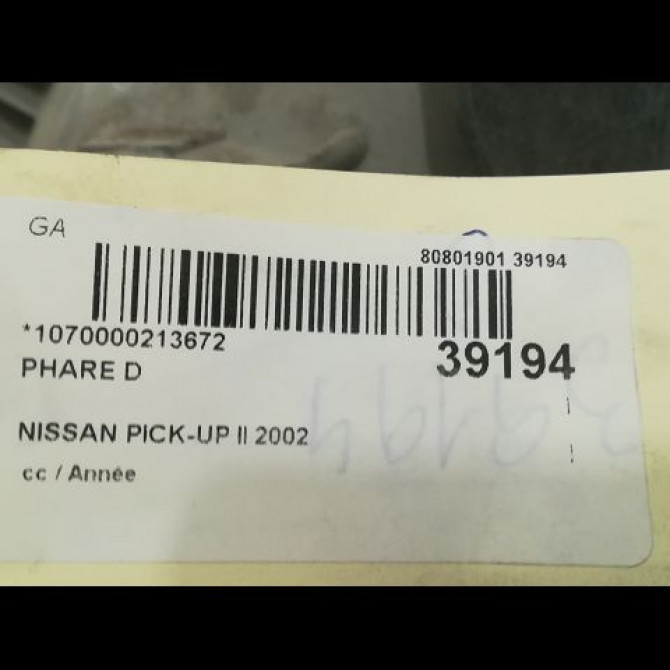 GA
80801901 39194
*1070000213672
39194
PHARE D
NISSAN PICK-UP II 2002
cc / Année